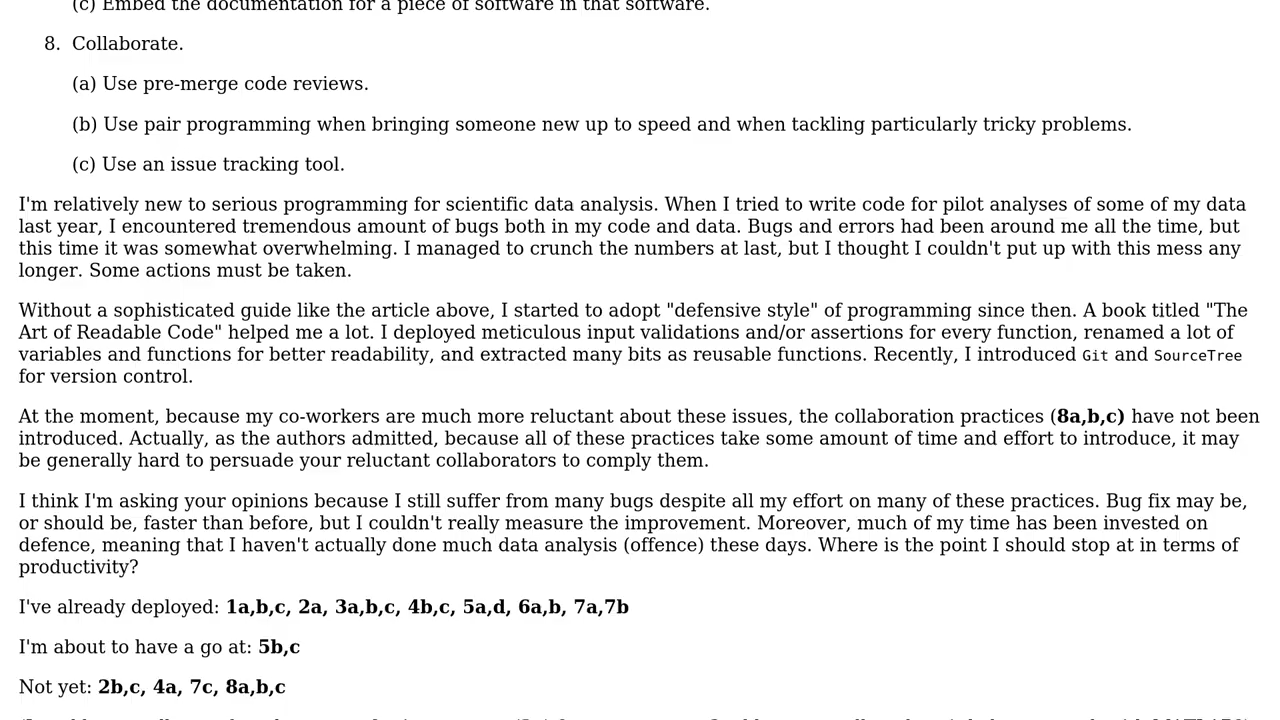 (c) Embed the documentation for a piece of software in that software.
8. Collaborate.
(a) Use pre-merge code reviews.
(b) Use pair programming when bringing someone new up to speed and when tackling particularly tricky problems.
(c) Use an issue tracking tool.
I'm relatively new to serious programming for scientific data analysis. When I tried to write code for pilot analyses of some of my data
last year, I encountered tremendous amount of bugs both in my code and data. Bugs and errors had been around me all the time, but
this time it was somewhat overwhelming. I managed to crunch the numbers at last, but I thought I couldn't put up with this mess any
longer. Some actions must be taken.
Without a sophisticated guide like the article above, I started to adopt "defensive style" of programming since then. A book titled "The
Art of Readable Code" helped me a lot. I deployed meticulous input validations and/or assertions for every function, renamed a lot of
variables and functions for better readability, and extracted many bits as reusable functions. Recently, I introduced Git and SourceTree
for version control.
At the moment, because my co-workers are much more reluctant about these issues, the collaboration practices (8a,b,c) have not been
introduced. Actually, as the authors admitted, because all of these practices take some amount of time and effort to introduce, it may
be generally hard to persuade your reluctant collaborators to comply them.
I think I'm asking your opinions because I still suffer from many bugs despite all my effort on many of these practices. Bug fix may be,
or should be, faster than before, but I couldn't really measure the improvement. Moreover, much of my time has been invested on
defence, meaning that I haven't actually done much data analysis (offence) these days. Where is the point I should stop at in terms of
productivity?
I've already deployed: 1a,b,c, 2a, 3a,b,c, 4b,c, 5a,d, 6a,b, 7a,7b
I'm about to have a go at: 5b,c
Not yet: 2b,c, 4a, 7c, 8a,b,c